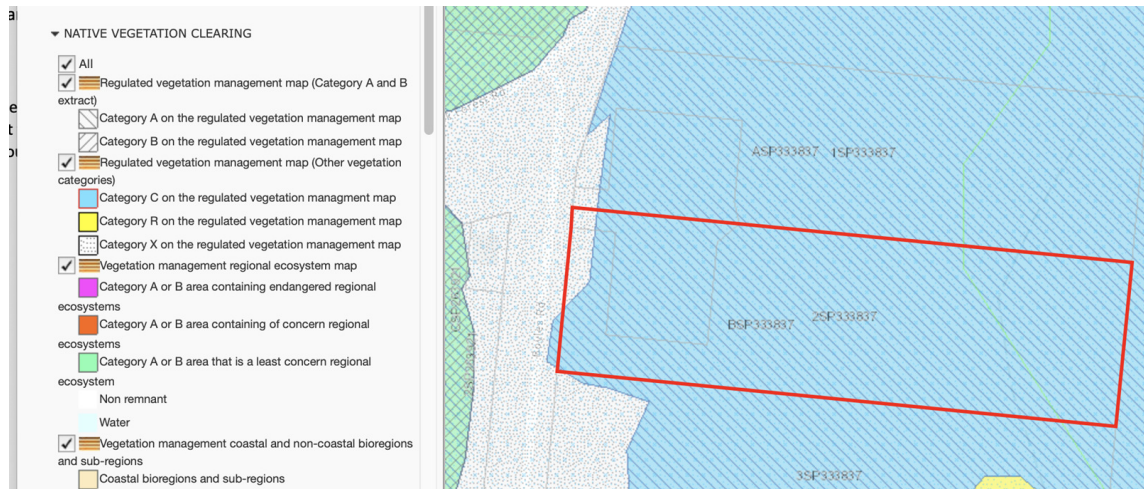 NATIVE VEGETATION CLEARING
All
Regulated vegetation management map (Category A and B
extract)
Category A on the regulated vegetation management map
Category B on the regulated vegetation management map
Regulated vegetation management map (Other vegetation
categories)
Category C on the regulated vegetation managment map
Category R on the regulated vegetation management map
Category X on the regulated vegetation management map
Vegetation management regional ecosystem map
Category A or B area containing endangered regional
ecosystems
Category A or B area containing of concern regional
ecosystems
Category A or B area that is a least concern regional
ecosystem
Non remnant
Water
Vegetation management coastal and non-coastal bioregions
and sub-regions
Coastal bioregions and sub-regions
ASP333837 1SP333837
BSP333837 2SP333837
3SP333837